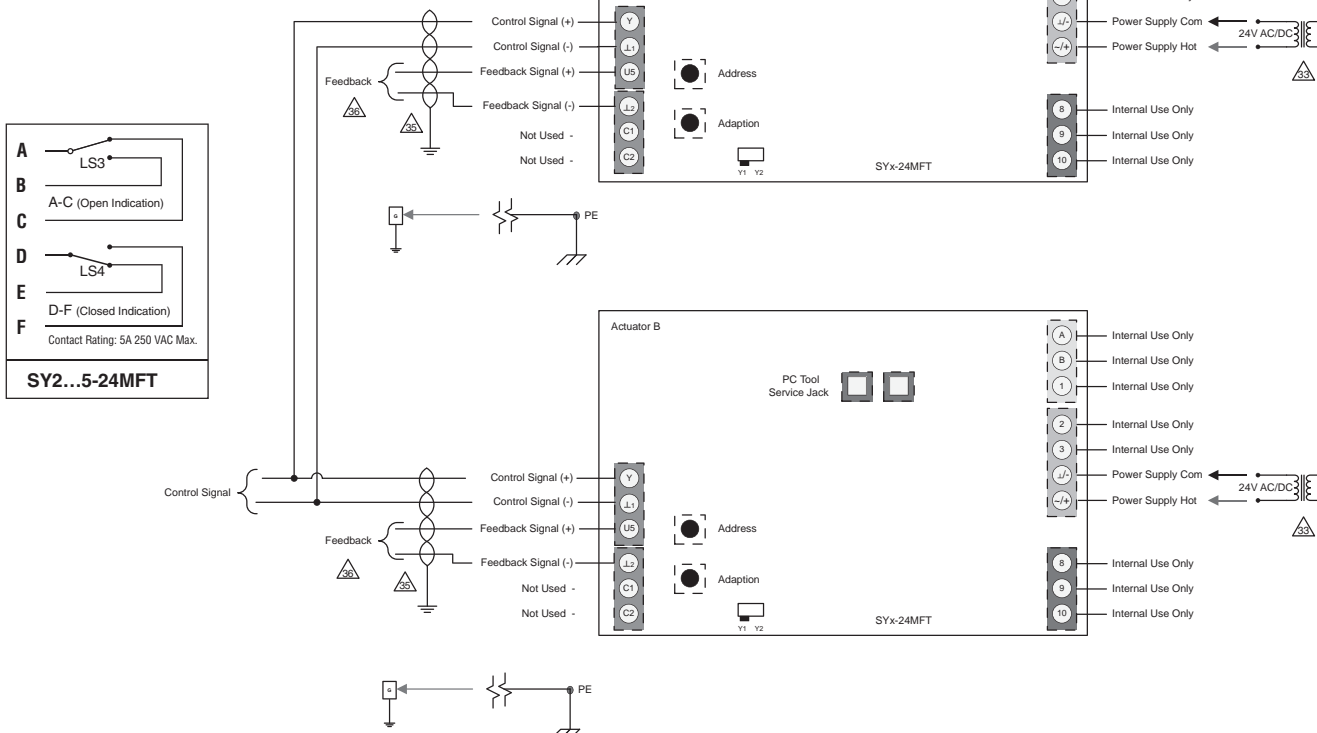 Control Signal (+) Y ⊥/- Power Supply Com
24V AC/DC
Control Signal (-) ⊥1 ~/+ Power Supply Hot
Feedback Signal (+) U5 Address
Feedback
33
36
35
Feedback Signal (-) ⊥2 8 Internal Use Only
Not Used - C1 Adaption 9 Internal Use Only
Not Used - C2 10 Internal Use Only
Y1 Y2
SYx-24MFT
A
LS3
B
A-C (Open Indication)
C
D
LS4
E
D-F (Closed Indication)
F
Contact Rating: 5A 250 VAC Max.
SY2...5-24MFT
G PE
Actuator B
A Internal Use Only
B Internal Use Only
PC Tool
Service Jack
1 Internal Use Only
2 Internal Use Only
3 Internal Use Only
Control Signal
Control Signal (+) Y ⊥/- Power Supply Com
24V AC/DC
Control Signal (-) ⊥1 ~/+ Power Supply Hot
Feedback Signal (+) U5 Address
Feedback
33
36
35
Feedback Signal (-) ⊥2 8 Internal Use Only
Not Used - C1 Adaption 9 Internal Use Only
Not Used - C2 10 Internal Use Only
Y1 Y2
SYx-24MFT
G PE